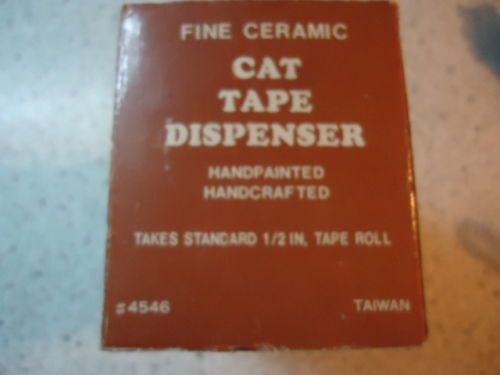 FINE CERAMIC
CAT
TAPE
DISPENSER
HANDPAINTED
HANDCRAFTED
TAKES STANDARD 1/2 IN, TAPE ROLL
#4546 TAIWAN